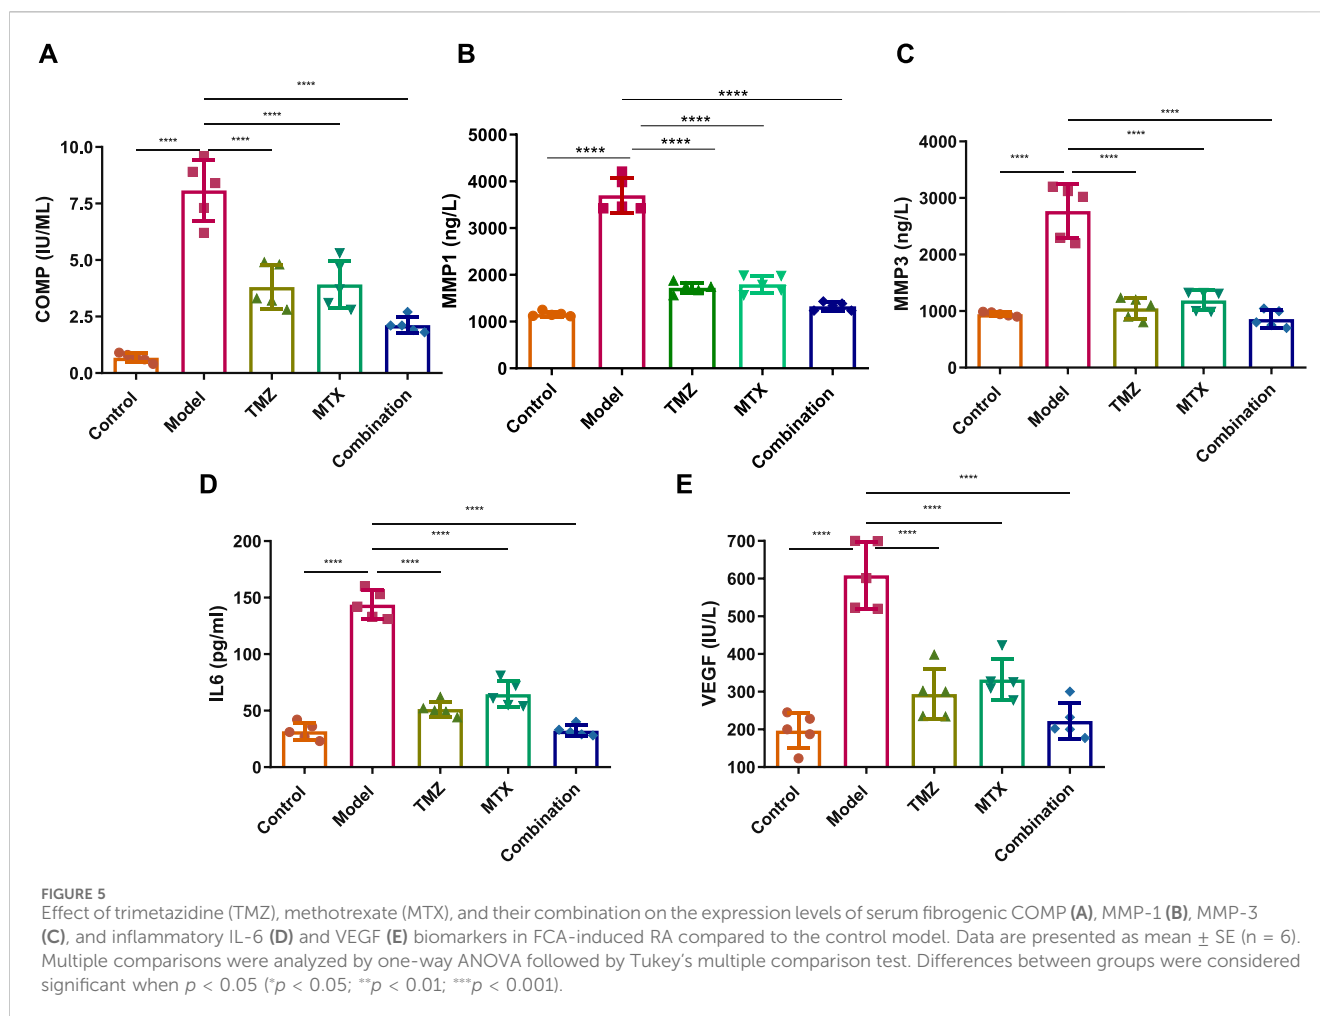 A
****
****
**** ****
10.0
7.5
5.0
2.5
0.0
COMP (IU/ML)
Control
Model
TMZ
MTX
Combination
B
****
****
**** ****
5000
4000
3000
2000
1000
0
MMP1 (ng/L)
Control
Model
TMZ
MTX
Combination
C
****
****
**** ****
4000
3000
2000
1000
0
MMP3 (ng/L)
Control
Model
TMZ
MTX
Combination
D
****
****
**** ****
200
150
100
50
0
IL6 (pg/ml)
Control
Model
TMZ
MTX
Combination
E
****
****
**** ****
700
600
500
400
300
200
100
VEGF (IU/L)
Control
Model
TMZ
MTX
Combination
FIGURE 5
Effect of trimetazidine (TMZ), methotrexate (MTX), and their combination on the expression levels of serum fibrogenic COMP (A), MMP-1 (B), MMP-3
(C), and inflammatory IL-6 (D) and VEGF (E) biomarkers in FCA-induced RA compared to the control model. Data are presented as mean ± SE (n = 6).
Multiple comparisons were analyzed by one-way ANOVA followed by Tukey's multiple comparison test. Differences between groups were considered
significant when p < 0.05 (*p < 0.05; **p < 0.01; ***p < 0.001).